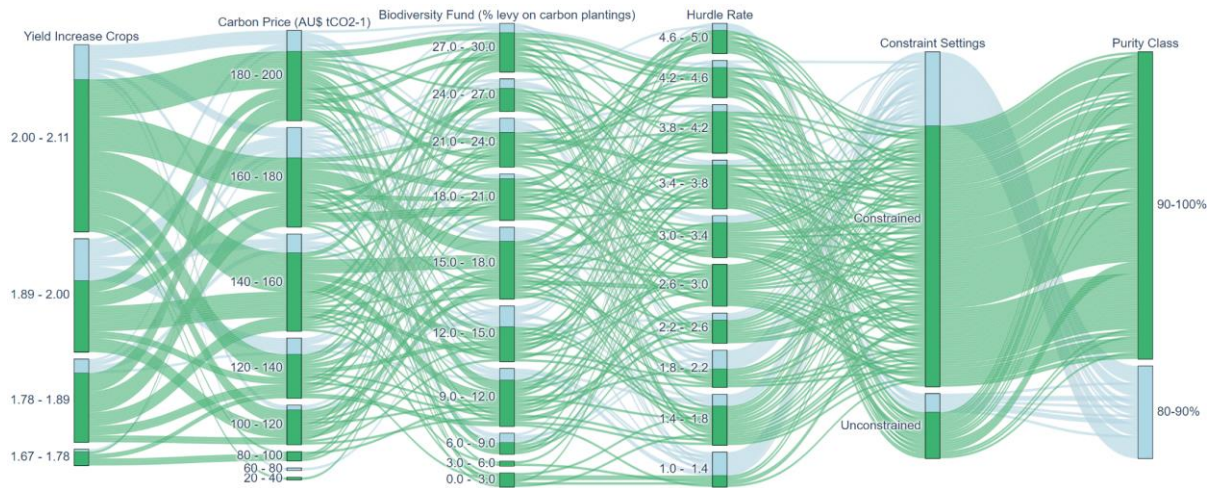 Yield Increase Crops
2.00 - 2.11
1.89 - 2.00
1.78 - 1.89
1.67 - 1.78
Carbon Price (AU$ tCO2-1)
180 - 200
160 - 180
140 - 160
120 - 140
100 - 120
80 - 100
60 - 80
20 - 40
Biodiversity Fund (% levy on carbon plantings)
27.0 - 30.0
24.0 - 27.0
21.0 - 24.0
18.0 - 21.0
15.0 - 18.0
12.0 - 15.0
9.0 - 12.0
6.0 - 9.0
3.0 - 6.0
0.0 - 3.0
Hurdle Rate
4.6 - 5.0
4.2 - 4.6
3.8 - 4.2
3.4 - 3.8
3.0 - 3.4
2.6 - 3.0
2.2 - 2.6
1.8 - 2.2
1.4 - 1.8
1.0 - 1.4
Constraint Settings
Constrained
Unconstrained
Purity Class
90-100%
80-90%